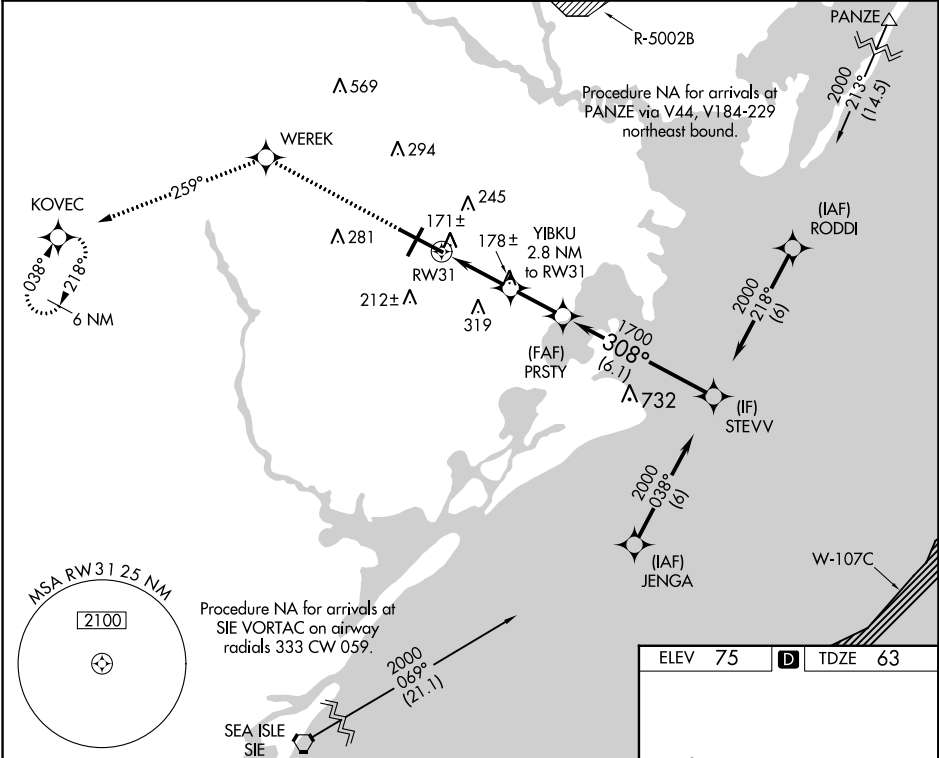 PANZE
R-5002B
2000
213°
(14.5)
Procedure NA for arrivals at
PANZE via V44, V184-229
northeast bound.
569
WEREK
294
259°
KOVEC
245
171±
281
178±
YIBKU
2.8 NM
to RW31
(IAF)
RODDI
038°
218°
6 NM
RW31
212±
319
2000
218°
(6)
(FAF)
PRSTY
1700
308°
(6.1)
732
(IF)
STEVV
2000
038°
(6)
(IAF)
JENGA
W-107C
MSA RW31 25 NM
2100
Procedure NA for arrivals at
SIE VORTAC on airway
radials 333 CW 059.
2000
069°
(21.1)
SEA ISLE
SIE
ELEV 75 D TDZE 63